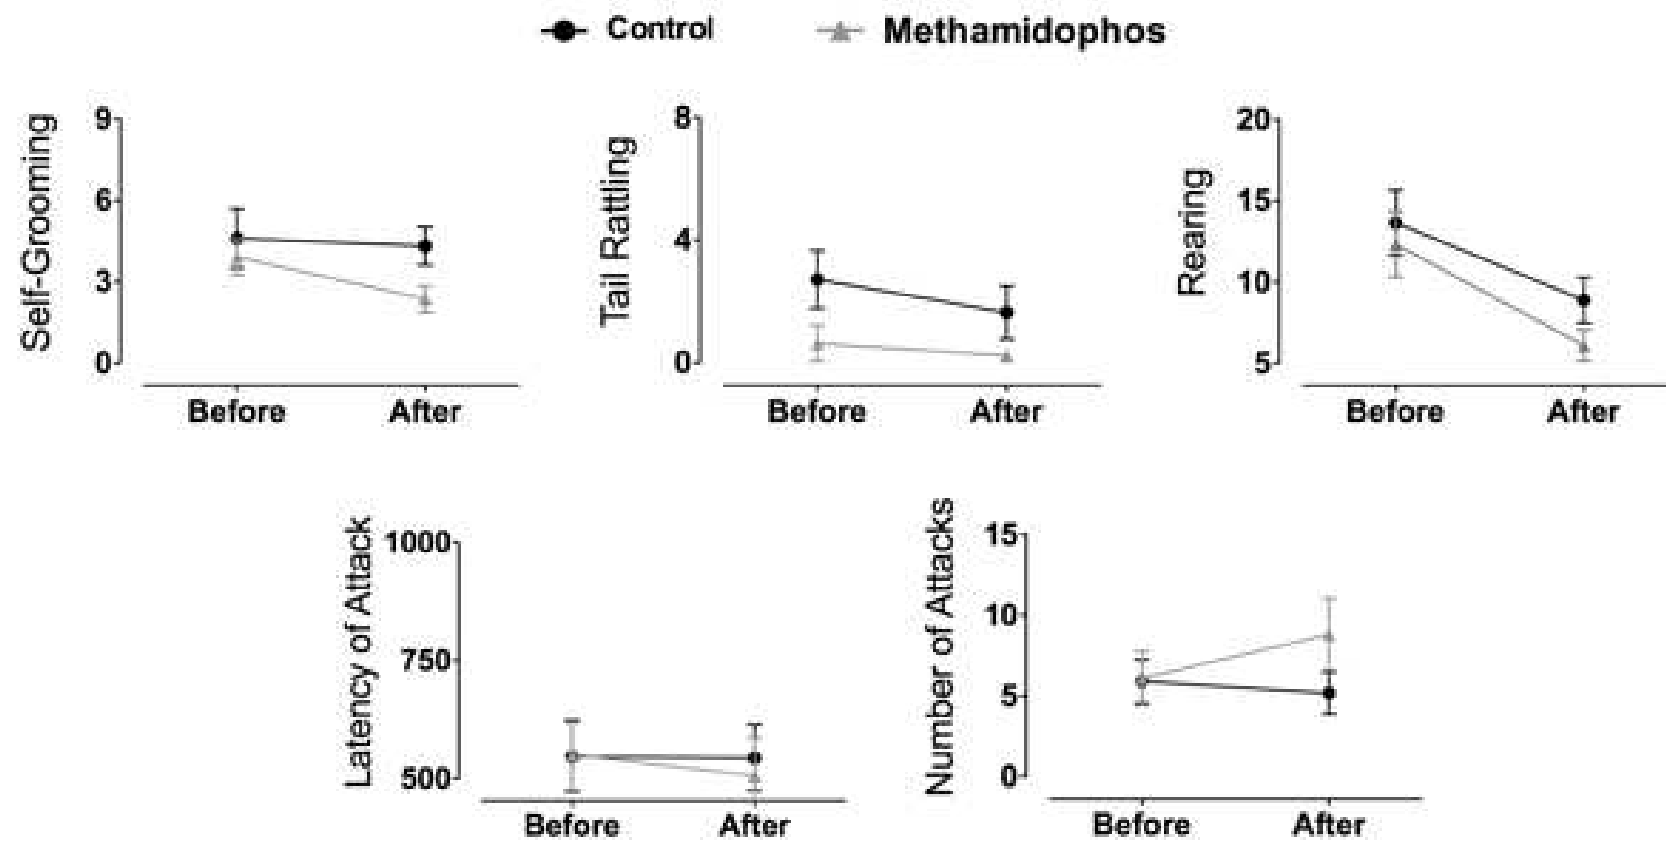 Control Methamidophos
Self-Grooming
9
6
3
0
Before After
Tail Rattling
8
4
0
Before After
Rearing
20
15
10
5
Before After
Latency of Attack
1000
750
500
Before After
Number of Attacks
15
10
5
0
Before After